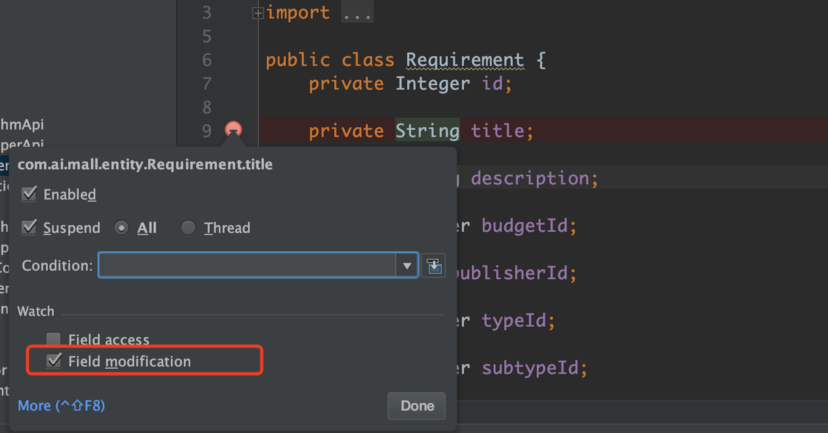 3 import ...
5
6 public class Requirement {
7 private Integer id;
8
hmApi
9 private String title;
perApi
com.ai.mall.entity.Requirement.title
description;
Enabled
Suspend All Thread
er budgetId;
Condition:
publisherId;
Watch
er typeId;
Field access
Field modification
er subtypeId;
More (^⇧F8)
Done